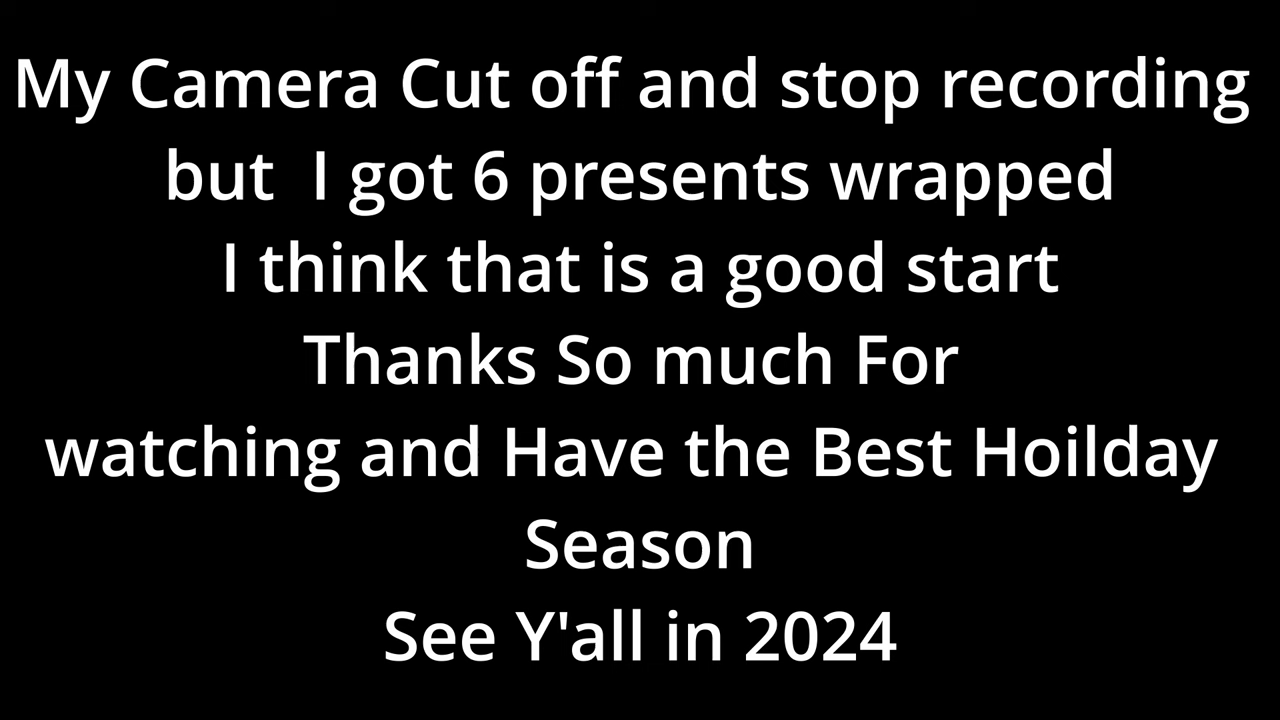 My Camera Cut off and stop recording
but  I got 6 presents wrapped
I think that is a good start
Thanks So much For
watching and Have the Best Hoilday
Season
See Y'all in 2024